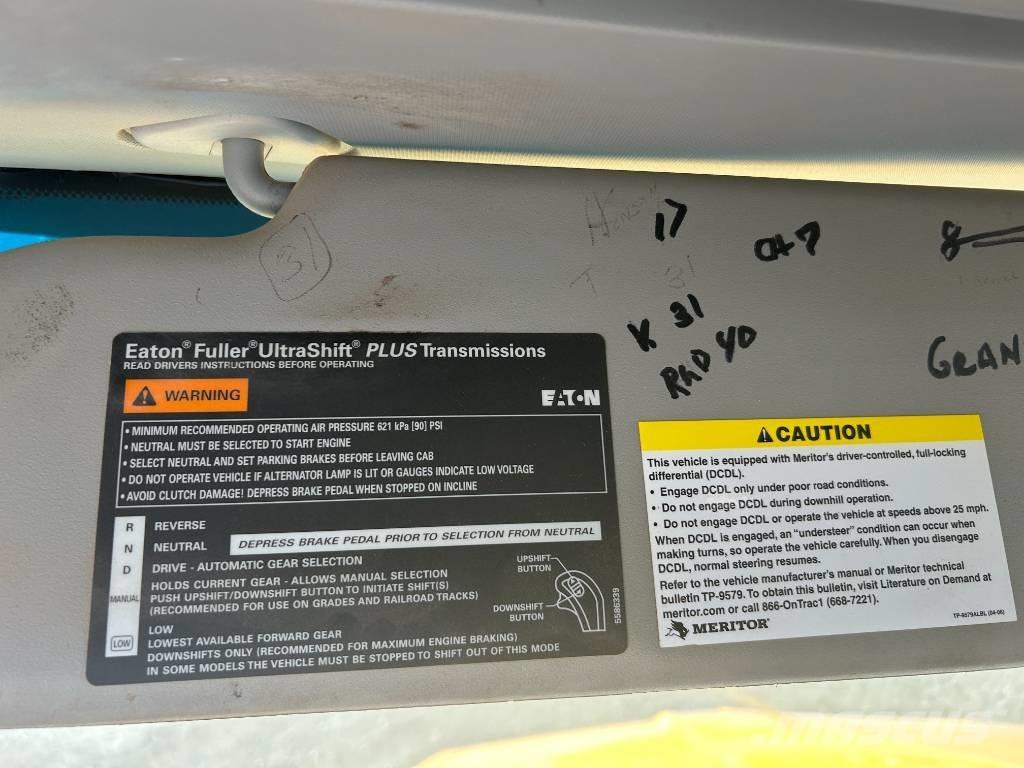 17
CH 7
8
31
31
K 31
RHD 40
GRAN
Eaton® Fuller® UltraShift® PLUS Transmissions
READ DRIVERS INSTRUCTIONS BEFORE OPERATING
WARNING
EATON
• MINIMUM RECOMMENDED OPERATING AIR PRESSURE 621 kPa [90] PSI
• NEUTRAL MUST BE SELECTED TO START ENGINE
• SELECT NEUTRAL AND SET PARKING BRAKES BEFORE LEAVING CAB
• DO NOT OPERATE VEHICLE IF ALTERNATOR LAMP IS LIT OR GAUGES INDICATE LOW VOLTAGE
• AVOID CLUTCH DAMAGE! DEPRESS BRAKE PEDAL WHEN STOPPED ON INCLINE
R REVERSE
N NEUTRAL DEPRESS BRAKE PEDAL PRIOR TO SELECTION FROM NEUTRAL
D DRIVE - AUTOMATIC GEAR SELECTION
MANUAL HOLDS CURRENT GEAR - ALLOWS MANUAL SELECTION
PUSH UPSHIFT/DOWNSHIFT BUTTON TO INITIATE SHIFT(S)
(RECOMMENDED FOR USE ON GRADES AND RAILROAD TRACKS)
LOW LOW
LOWEST AVAILABLE FORWARD GEAR
DOWNSHIFTS ONLY (RECOMMENDED FOR MAXIMUM ENGINE BRAKING)
IN SOME MODELS THE VEHICLE MUST BE STOPPED TO SHIFT OUT OF THIS MODE
UPSHIFT
BUTTON
DOWNSHIFT
BUTTON
5586339
CAUTION
This vehicle is equipped with Meritor's driver-controlled, full-locking
differential (DCDL).
• Engage DCDL only under poor road conditions.
• Do not engage DCDL during downhill operation.
• Do not engage DCDL or operate the vehicle at speeds above 25 mph.
When DCDL is engaged, an "understeer" condition can occur when
making turns, so operate the vehicle carefully. When you disengage
DCDL, normal steering resumes.
Refer to the vehicle manufacturer's manual or Meritor technical
bulletin TP-9579. To obtain this bulletin, visit Literature on Demand at
meritor.com or call 866-OnTrac1 (668-7221).
MERITOR®
TP-9579ALBL (04-06)
MASCUS